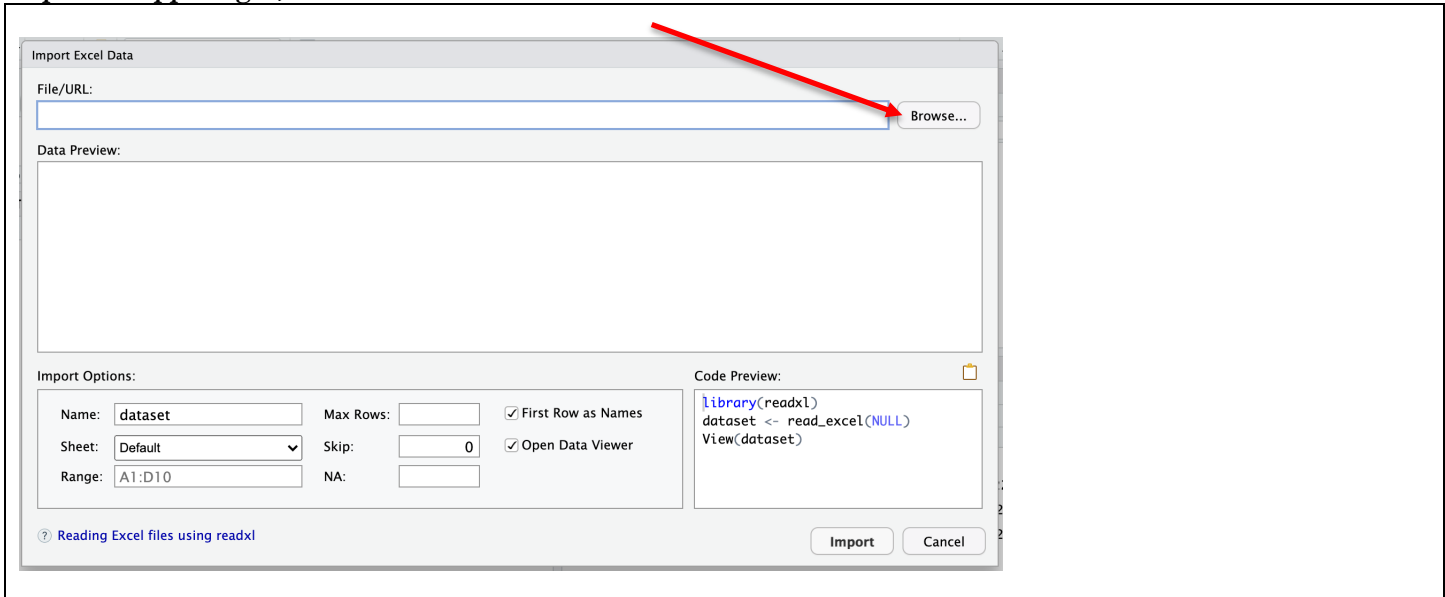 Import Excel Data
File/URL:
Browse...
Data Preview:
Import Options:
Code Preview:
Name: dataset
Max Rows:
First Row as Names
Sheet: Default
Skip: 0
Open Data Viewer
Range: A1:D10
NA:
library(readxl)
dataset <- read_excel(NULL)
View(dataset)
? Reading Excel files using readxl
Import
Cancel